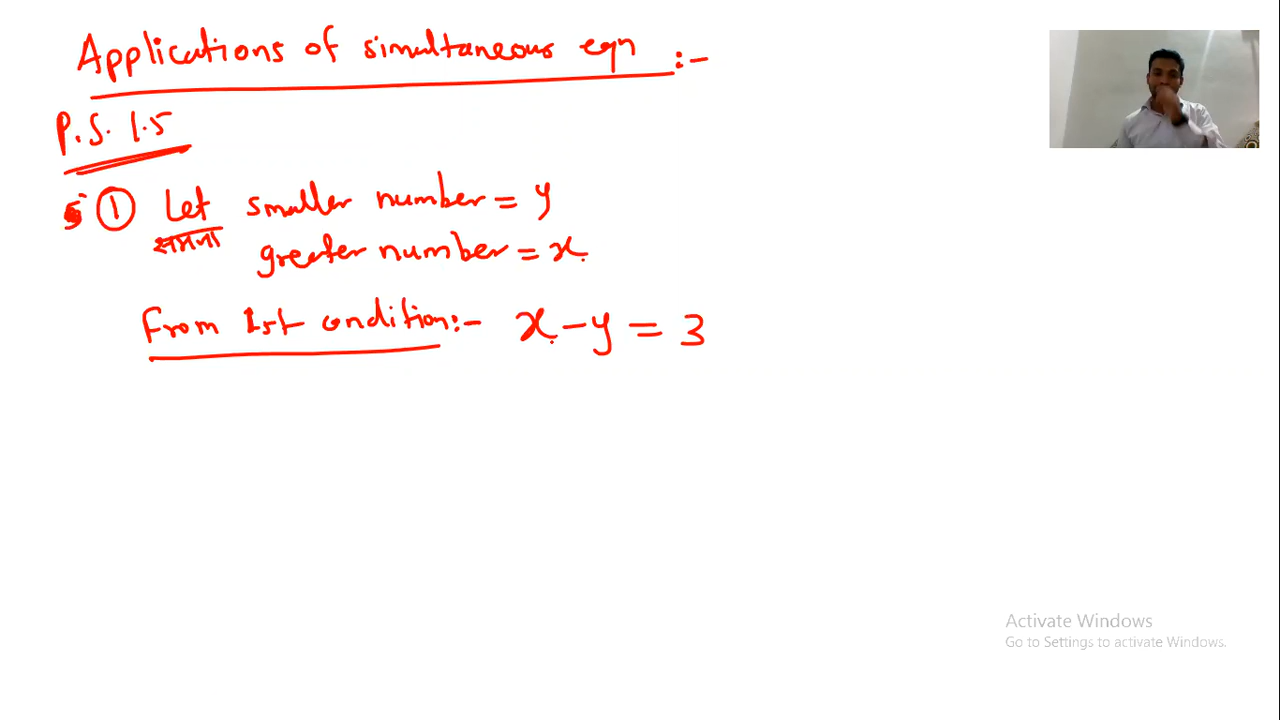 Applications of simultaneous eqn :-
P.S. 1.5
5 ① Let smaller number = y
समजा
greater number = x
From 1st condition:- x - y = 3
Activate Windows
Go to Settings to activate Windows.